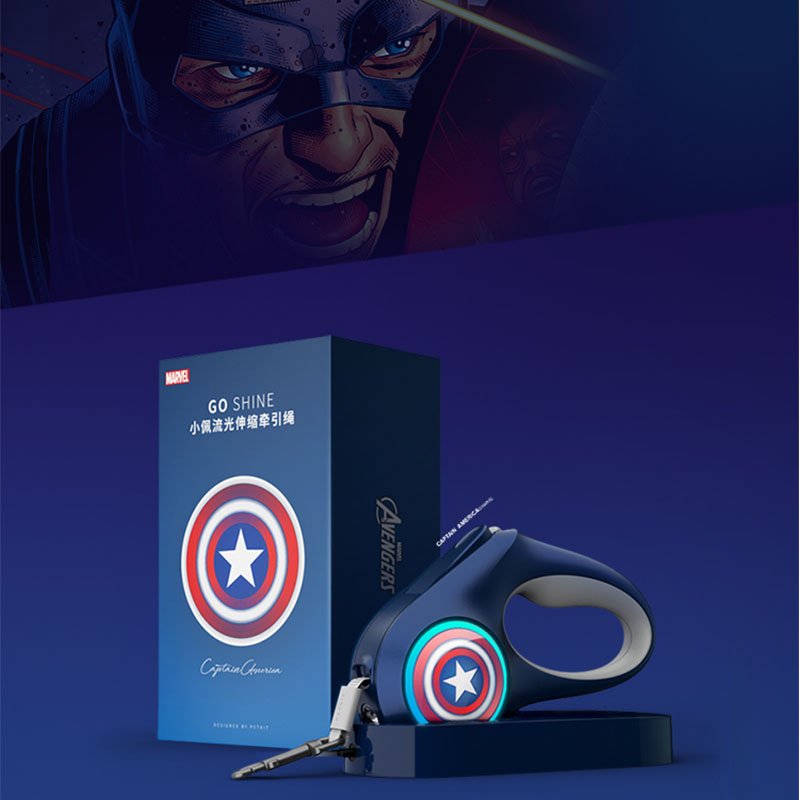 MARVEL
GO SHINE
小佩流光伸缩牵引绳
Captain America
DESIGNED BY PETKIT
MARVEL
AVENGERS
CAPTAIN AMERICA